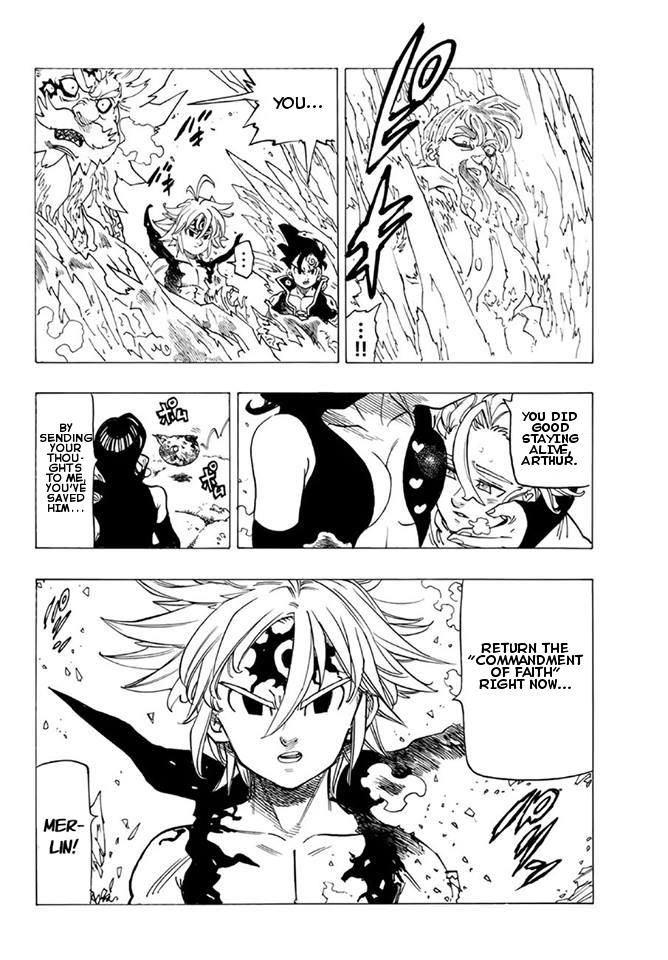 ...!!
YOU...
...
YOU DID
GOOD
STAYING
ALIVE,
ARTHUR.
BY
SENDING
YOUR
THOU-
GHTS
TO ME,
YOU'VE
SAVED
HIM...
RETURN THE
"COMMANDMENT
OF FAITH"
RIGHT NOW...
MER-
LIN!